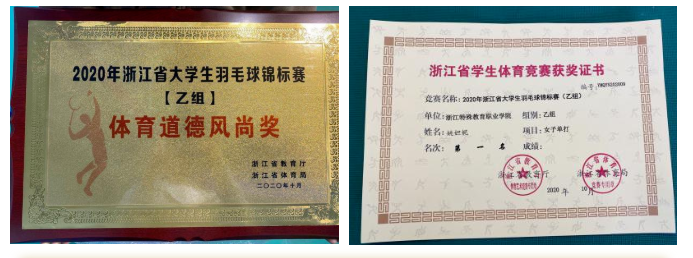 2020年浙江省大学生羽毛球锦标赛
【乙组】
体育道德风尚奖
浙江省教育厅
浙江省体育局
二〇二〇年十月
浙江省学生体育竞赛获奖证书
编号
竞赛名称：2020年浙江省大学生羽毛球锦标赛（乙组）
单位：浙江特殊教育职业学院 组别：乙组
姓名： 项目：女子单打
名次： 第一名 成绩：
2020 年 10月